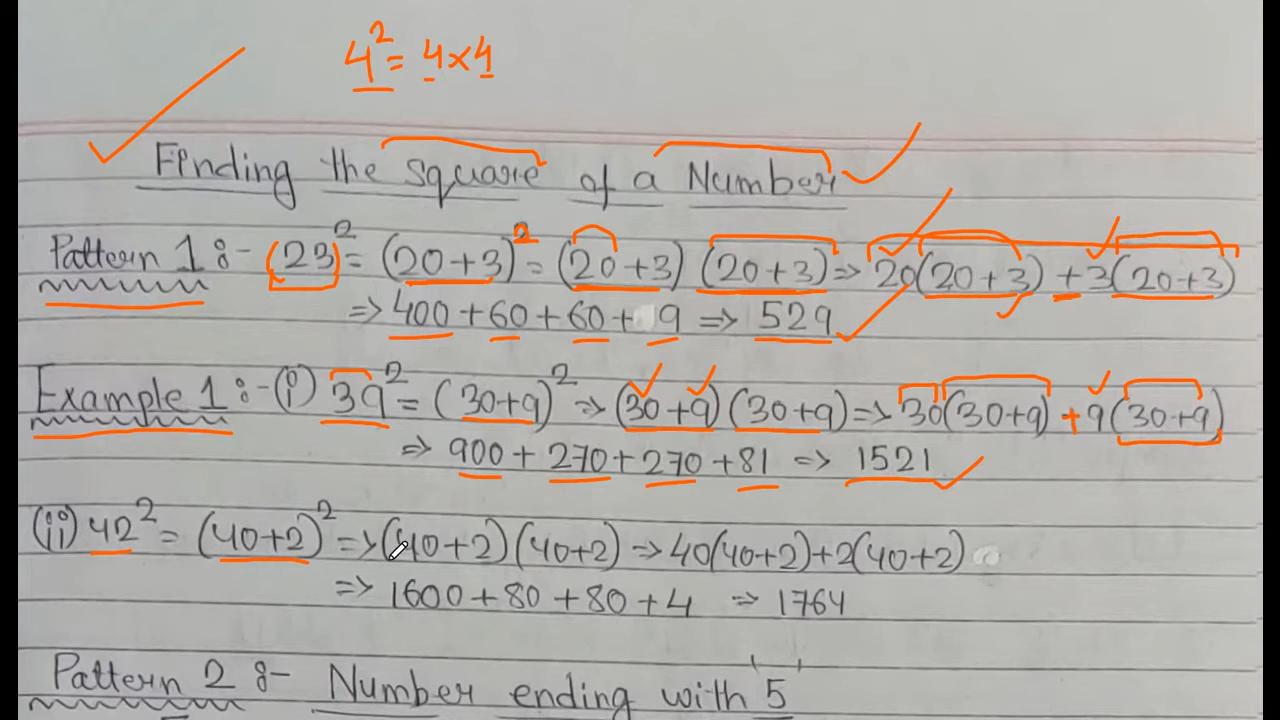 4² = 4×4
Finding the square of a Number
Pattern 1 :- (23)² = (20+3)² = (20+3) (20+3) => 20(20+3) + 3(20+3)
=> 400 + 60 + 60 + 9 => 529
Example 1 :- (i) 39² = (30+9)² => (30+9) (30+9) => 30(30+9) + 9(30+9)
=> 900 + 270 + 270 + 81 => 1521
(ii) 42² = (40+2)² => (40+2) (40+2) => 40(40+2)+2(40+2)
=> 1600 + 80 + 80 + 4 => 1764
Pattern 2 :- Number ending with 5